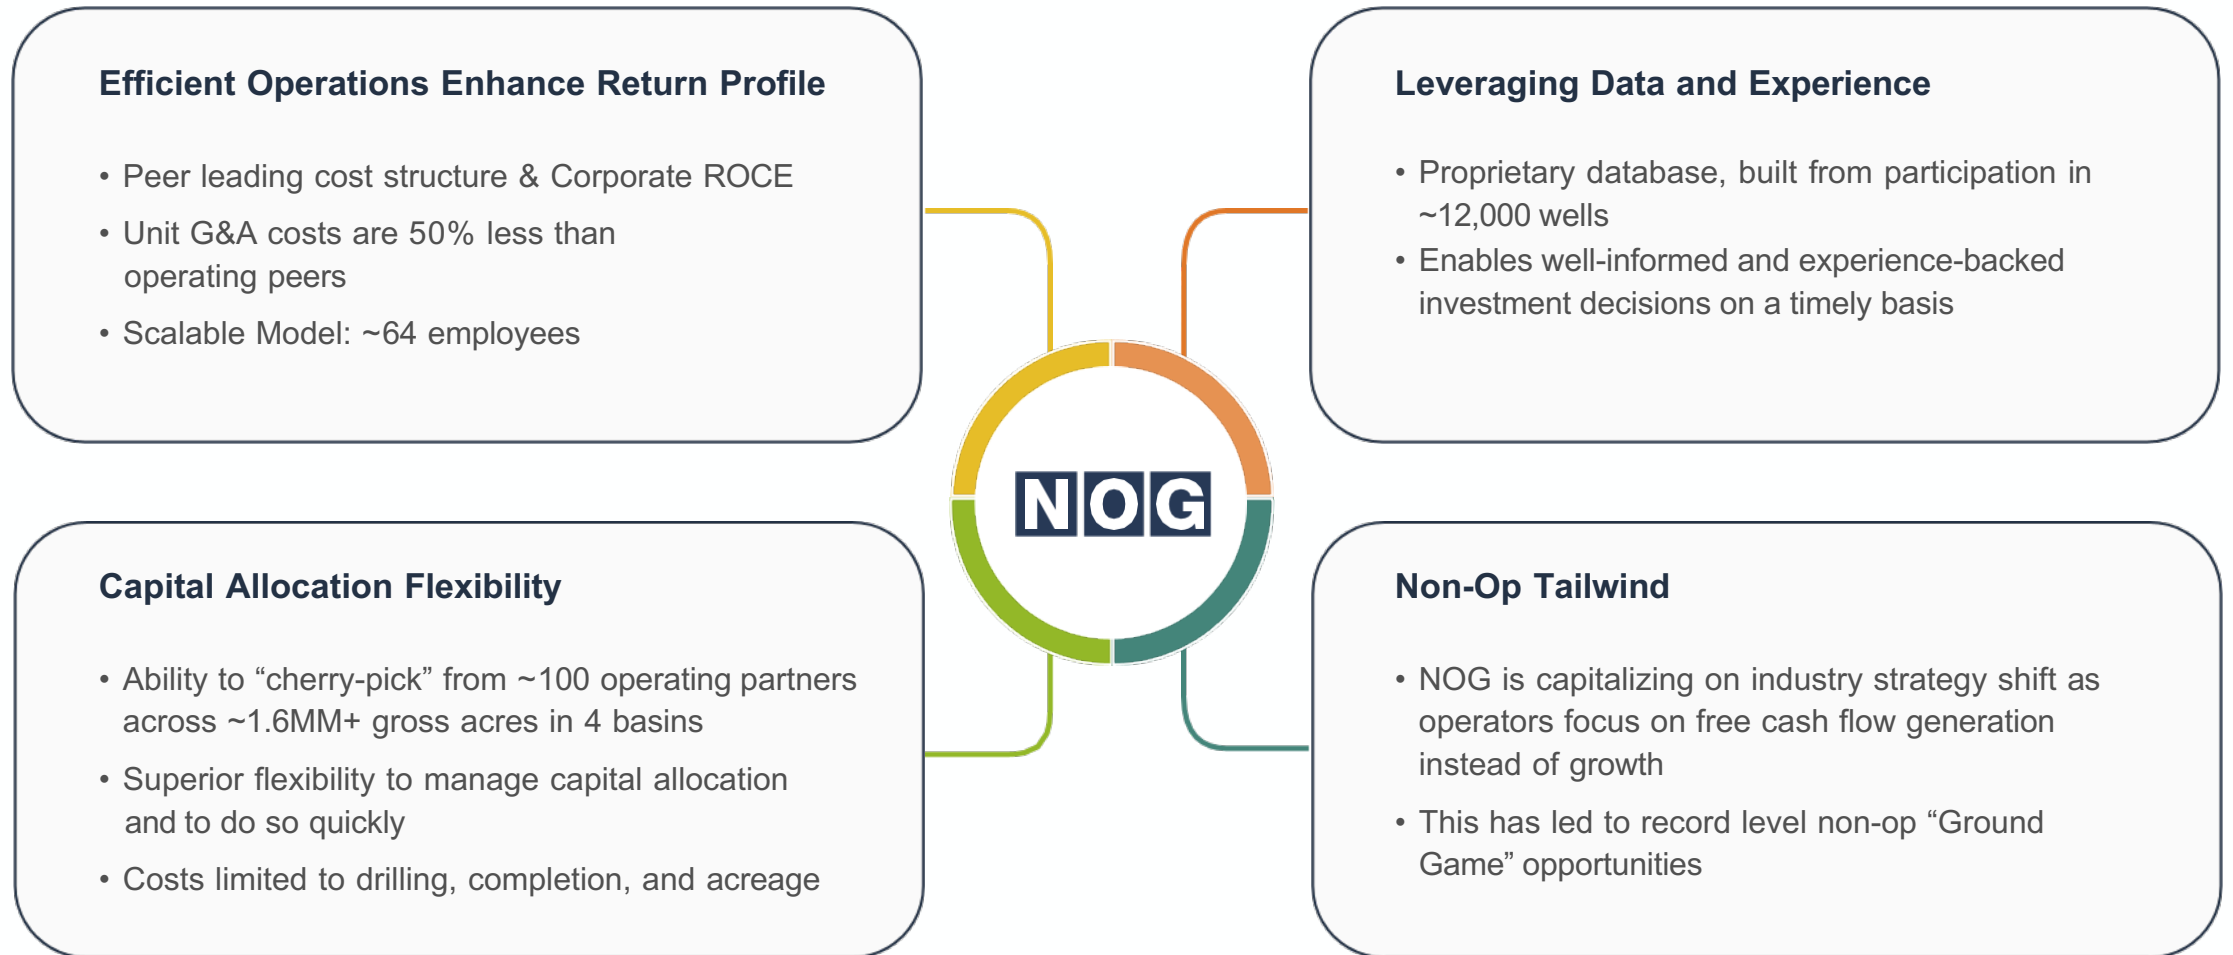 Efficient Operations Enhance Return Profile
• Peer leading cost structure & Corporate ROCE
• Unit G&A costs are 50% less than
operating peers
• Scalable Model: ~64 employees
Leveraging Data and Experience
• Proprietary database, built from participation in
~12,000 wells
• Enables well-informed and experience-backed
investment decisions on a timely basis
NOG
Capital Allocation Flexibility
• Ability to “cherry-pick” from ~100 operating partners
across ~1.6MM+ gross acres in 4 basins
• Superior flexibility to manage capital allocation
and to do so quickly
• Costs limited to drilling, completion, and acreage
Non-Op Tailwind
• NOG is capitalizing on industry strategy shift as
operators focus on free cash flow generation
instead of growth
• This has led to record level non-op “Ground
Game” opportunities